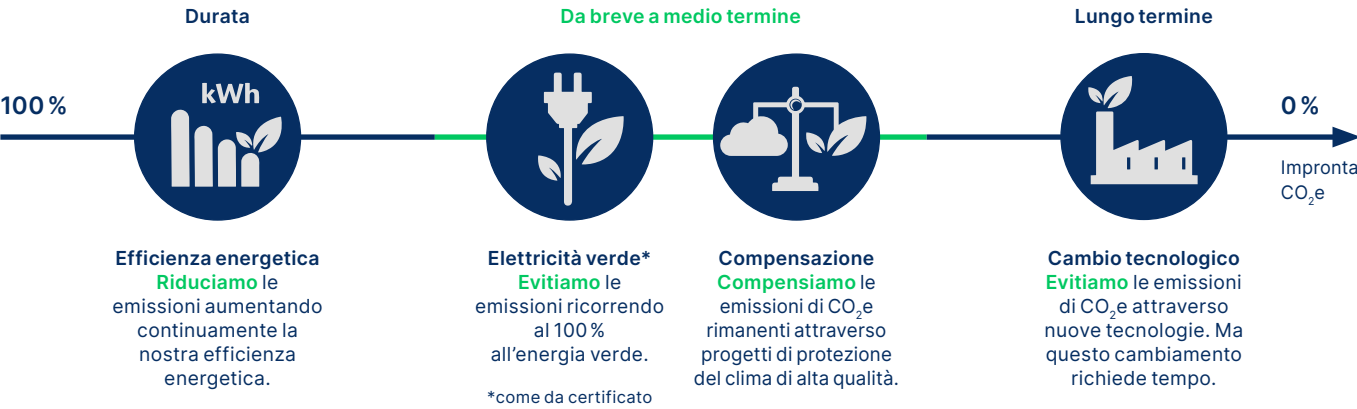 Durata
Da breve a medio termine
Lungo termine
100 %
kWh
0 %
Impronta
CO₂e
Efficienza energetica
Riduciamo le
emissioni aumentando
continuamente la
nostra efficienza
energetica.
Elettricità verde*
Evitiamo le
emissioni ricorrendo
al 100 %
all’energia verde.
*come da certificato
Compensazione
Compensiamo le
emissioni di CO₂e
rimanenti attraverso
progetti di protezione
del clima di alta qualità.
Cambio tecnologico
Evitiamo le emissioni
di CO₂e attraverso
nuove tecnologie. Ma
questo cambiamento
richiede tempo.